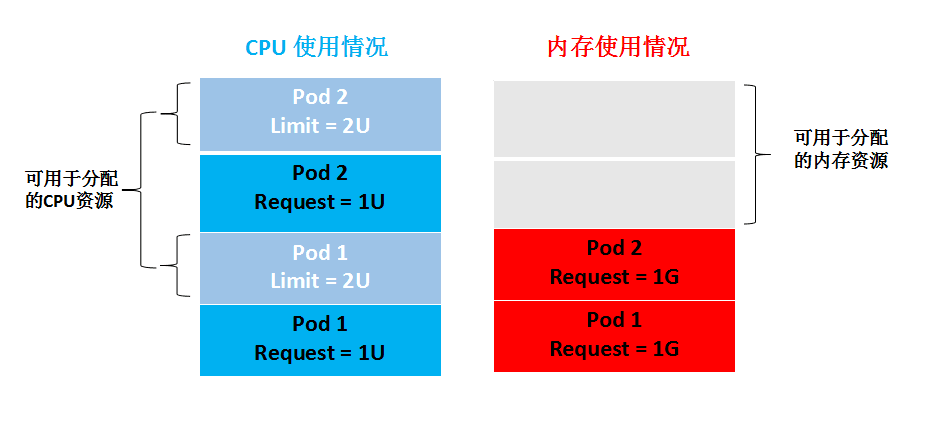 CPU 使用情况
内存使用情况
可用于分配
的CPU资源
Pod 2
Limit = 2U
Pod 2
Request = 1U
Pod 1
Limit = 2U
Pod 1
Request = 1U
Pod 2
Request = 1G
Pod 1
Request = 1G
可用于分配
的内存资源